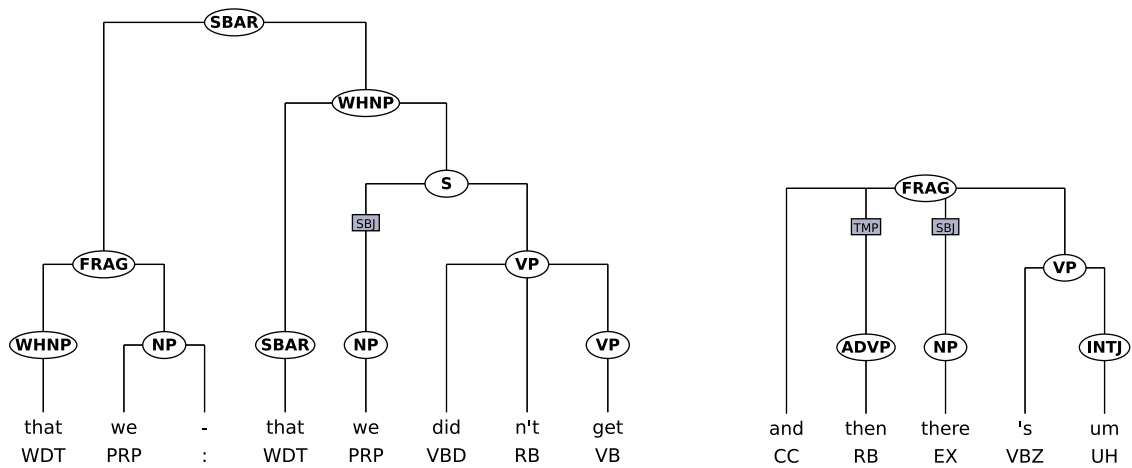 SBAR
WHNP
S FRAG
SBJ TMP SBJ
FRAG VP VP
WHNP NP SBAR NP VP ADVP NP INTJ
that we - that we did n't get and then there 's um
WDT PRP : WDT PRP VBD RB VB CC RB EX VBZ UH